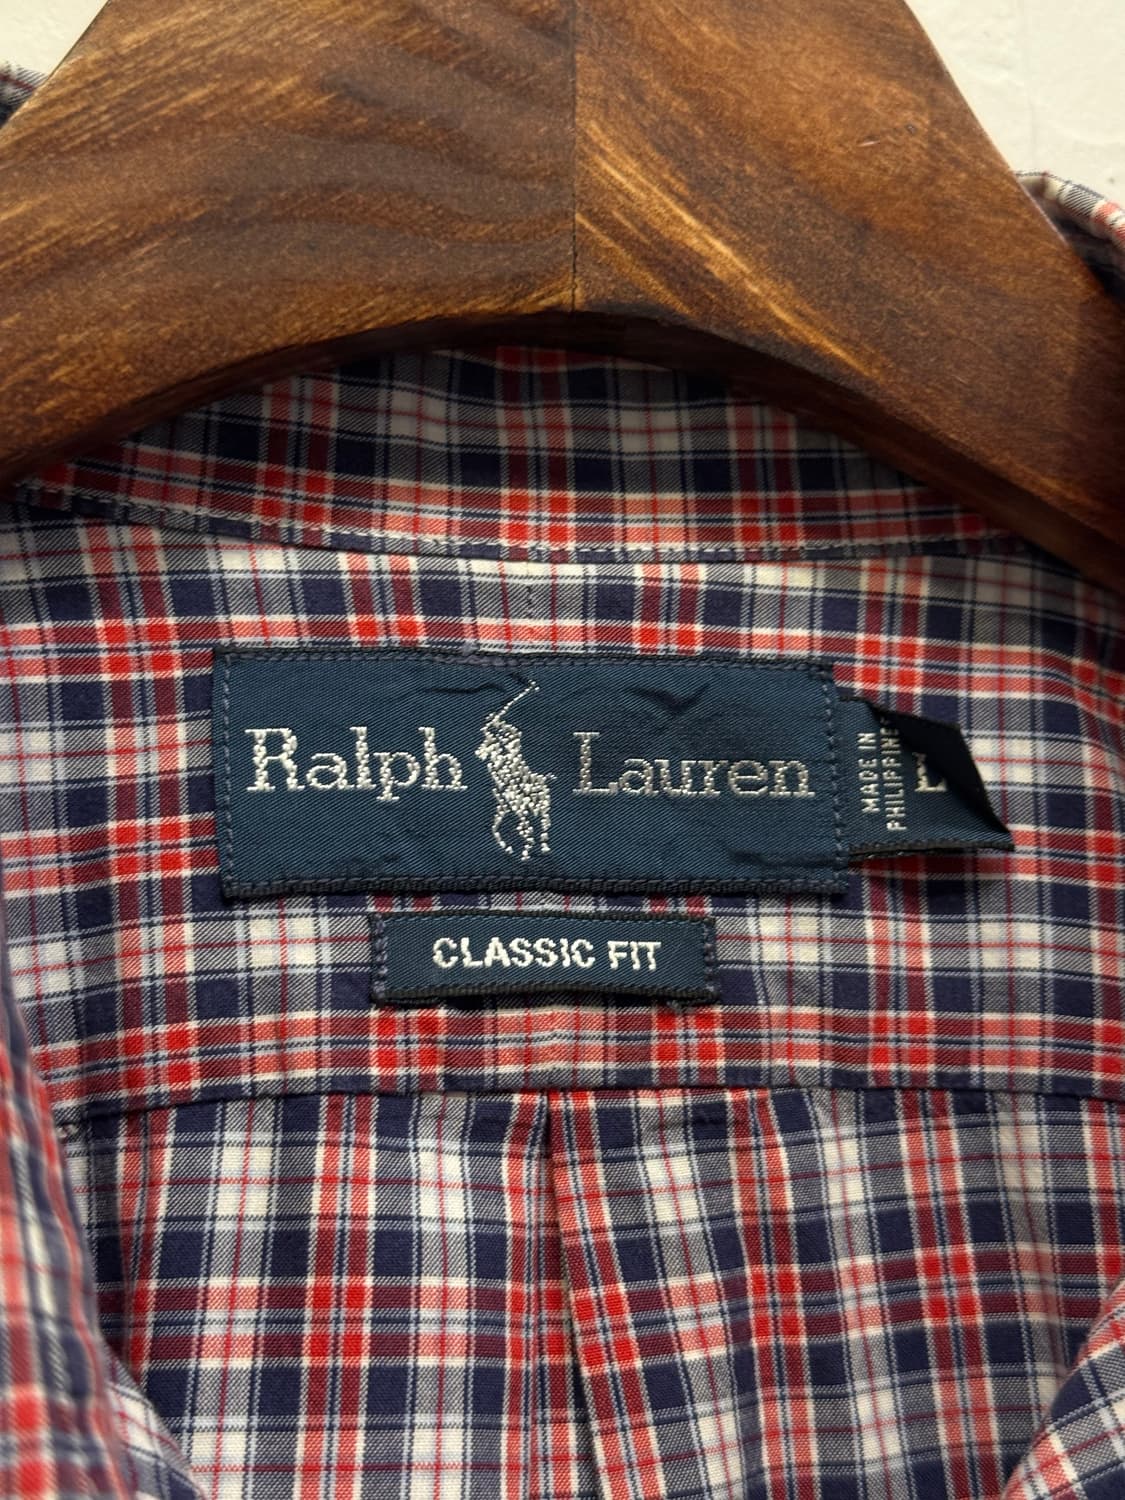 Ralph Lauren
MADE IN
PHILIPPINES
L
CLASSIC FIT